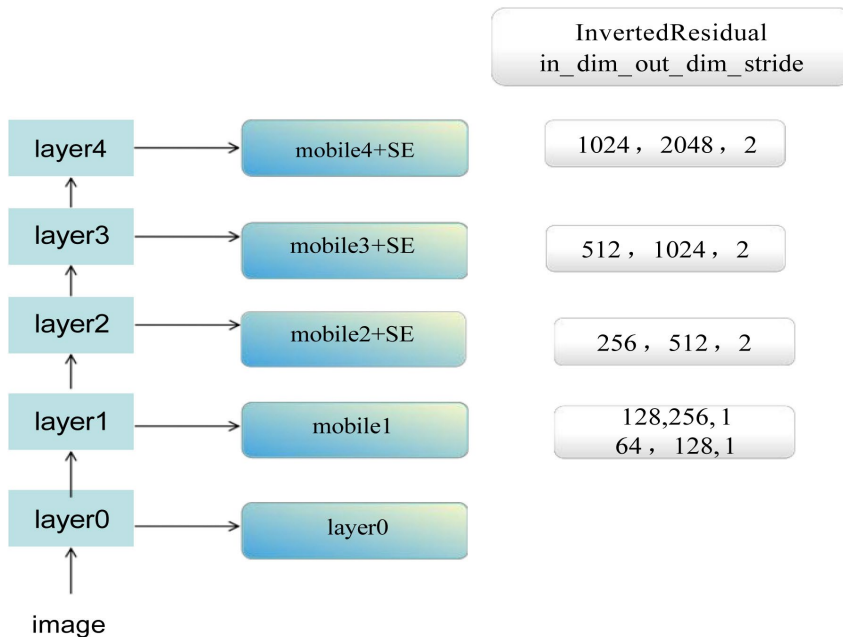 InvertedResidual
in_dim_out_dim_stride
layer4
mobile4+SE
1024，2048，2
layer3
mobile3+SE
512，1024，2
layer2
mobile2+SE
256，512，2
layer1
mobile1
128,256,1
64，128,1
layer0
layer0
image